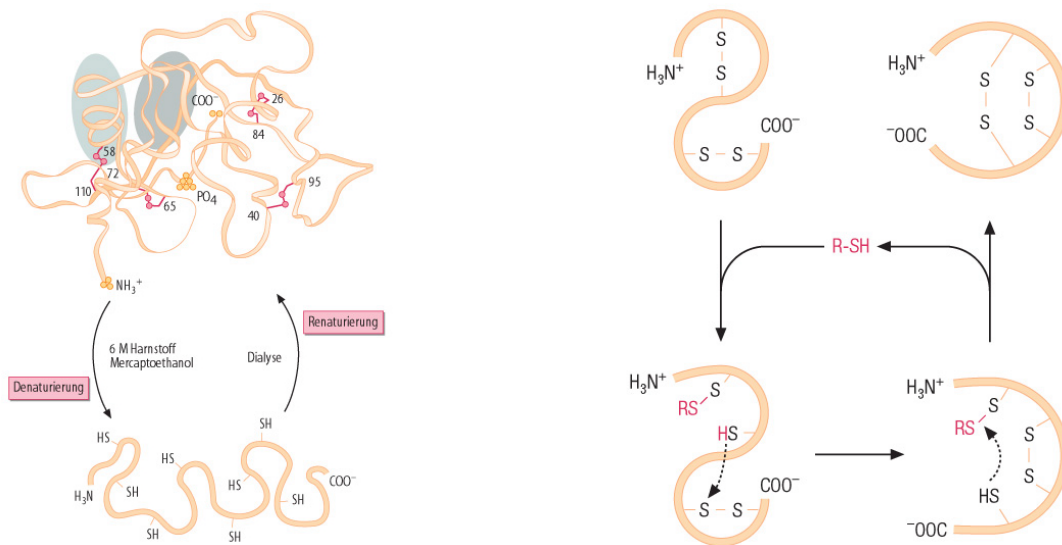 COO⁻
26
84
58
72
110
65
PO₄
95
40
NH₃⁺
Renaturierung
6 M Harnstoff
Mercaptoethanol
Dialyse
Denaturierung
HS
SH
HS
H₃N
SH
HS
SH
COO⁻
SH
SH
H₃N⁺
S
S
COO⁻
S S
H₃N⁺
S S
S S
⁻OOC
R-SH
H₃N⁺
S
RS
HS
S S
COO⁻
H₃N⁺
S
RS
S
S
HS
⁻OOC